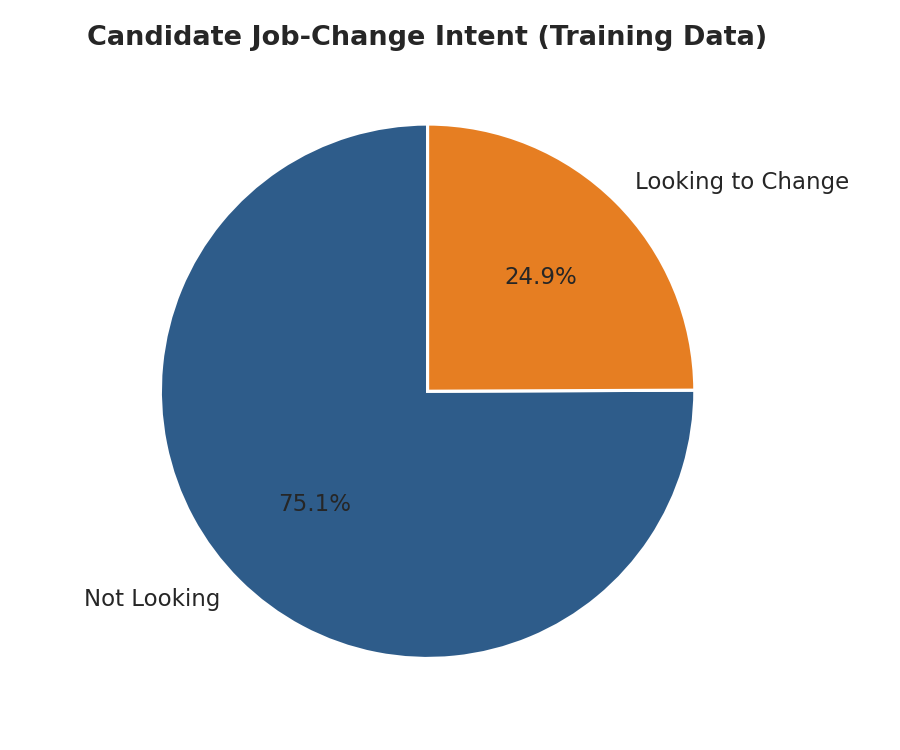 Candidate Job-Change Intent (Training Data)
Looking to Change
24.9%
75.1%
Not Looking